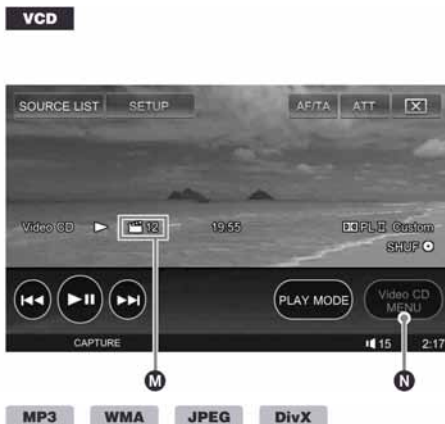 VCD
SOURCE LIST SETUP AF/TA ATT
Video CD 12 19:55 PL II Custom
SHUF
PLAY MODE Video CD MENU
CAPTURE 15 2:17
M N
MP3 WMA JPEG DivX